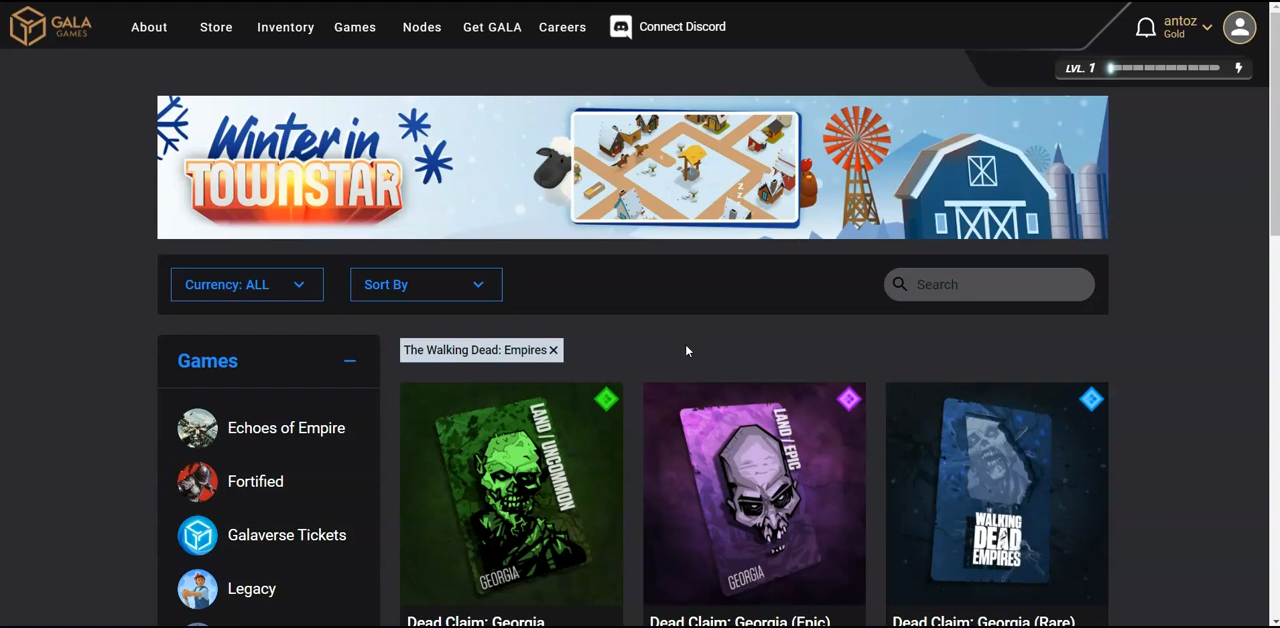 GALA
GAMES
About
Store
Inventory
Games
Nodes
Get GALA
Careers
Connect Discord
antoz
Gold
LVL. 1
Winter in
TOWNSTAR
Z
Z
Currency: ALL
Sort By
Search
Games
The Walking Dead: Empires
Echoes of Empire
Fortified
Galaverse Tickets
Legacy
LAND / UNCOMMON
GEORGIA
LAND / EPIC
GEORGIA
THE
WALKING
DEAD
EMPIRES
Dead Claim: Georgia
Dead Claim: Georgia (Epic)
Dead Claim: Georgia (Rare)